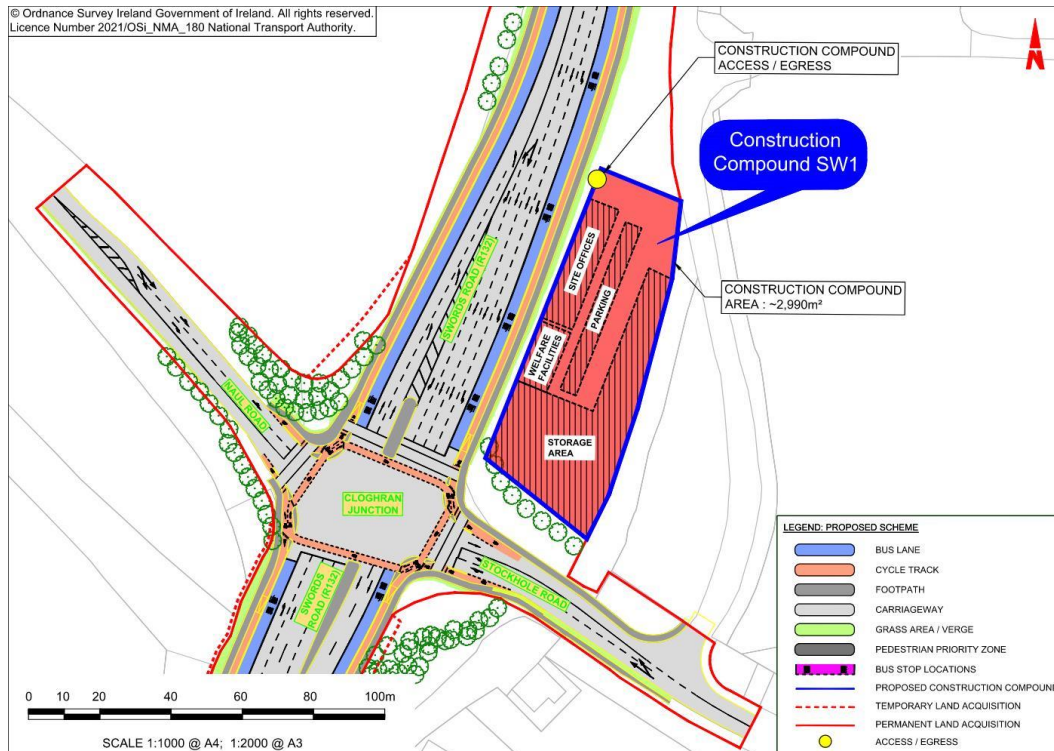 © Ordnance Survey Ireland Government of Ireland. All rights reserved.
Licence Number 2021/OSi_NMA_180 National Transport Authority.
CONSTRUCTION COMPOUND
ACCESS / EGRESS
N
Construction
Compound SW1
SITE OFFICES
PARKING
WELFARE
FACILITIES
STORAGE
AREA
CONSTRUCTION COMPOUND
AREA : ~2,990m²
SWORDS ROAD (R132)
NAUL ROAD
CLOGHRAN
JUNCTION
SWORDS
ROAD (R132)
STOCKHOLE ROAD
LEGEND: PROPOSED SCHEME
BUS LANE
CYCLE TRACK
FOOTPATH
CARRIAGEWAY
GRASS AREA / VERGE
PEDESTRIAN PRIORITY ZONE
BUS STOP LOCATIONS
PROPOSED CONSTRUCTION COMPOUND
TEMPORARY LAND ACQUISITION
PERMANENT LAND ACQUISITION
ACCESS / EGRESS
0 10 20 40 60 80 100m
SCALE 1:1000 @ A4; 1:2000 @ A3